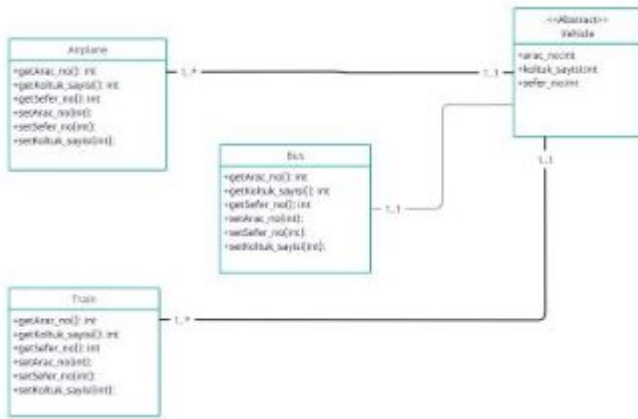 <<Abstract>>
Vehicle
+arac_no:int
+koltuk_sayisi:int
+sefer_no:int
Airplane
+getArac_no(): int
+getKoltuk_sayisi(): int
+getSefer_no(): int
+setArac_no(int):
+setSefer_no(int):
+setKoltuk_sayisi(int):
1..*
1..1
Bus
+getArac_no(): int
+getKoltuk_sayisi(): int
+getSefer_no(): int
+setArac_no(int):
+setSefer_no(int):
+setKoltuk_sayisi(int):
1..1
1..1
Train
+getArac_no(): int
+getKoltuk_sayisi(): int
+getSefer_no(): int
+setArac_no(int):
+setSefer_no(int):
+setKoltuk_sayisi(int):
1..*